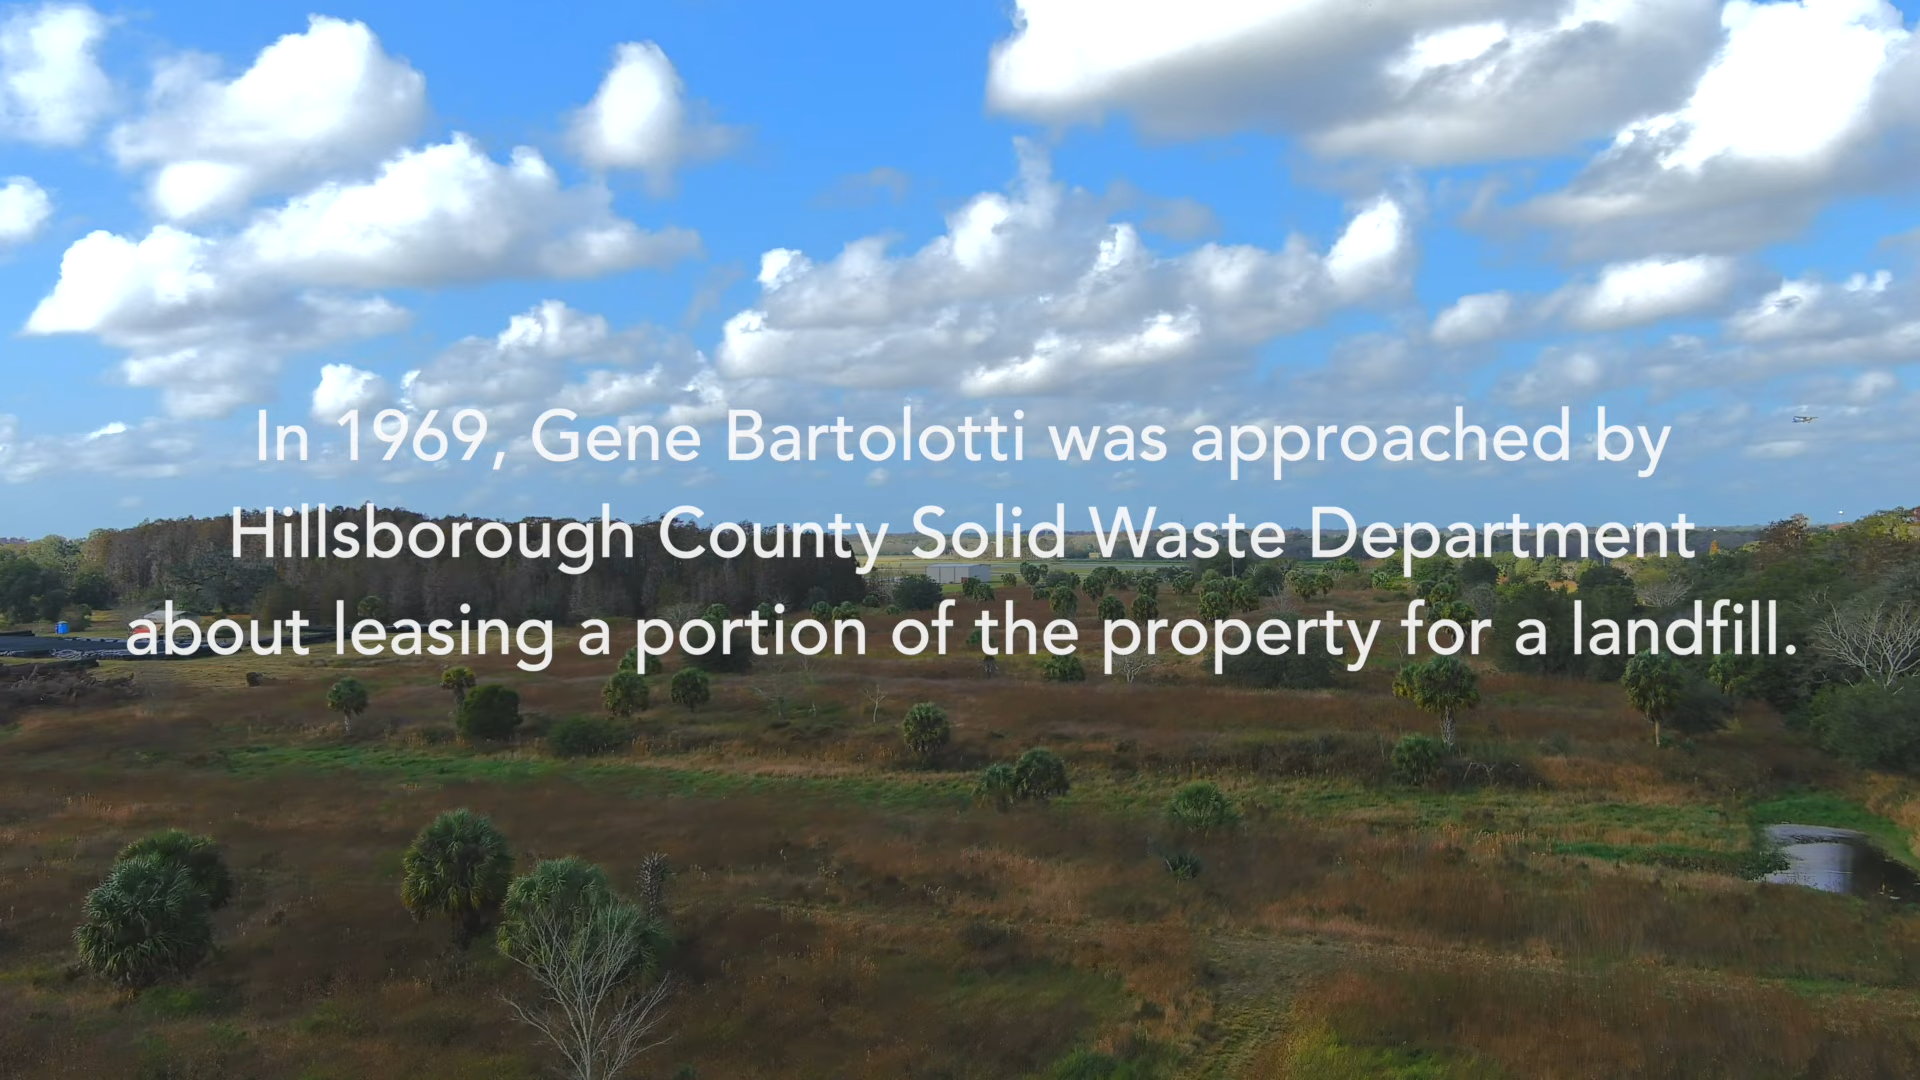 In 1969, Gene Bartolotti was approached by
Hillsborough County Solid Waste Department
about leasing a portion of the property for a landfill.